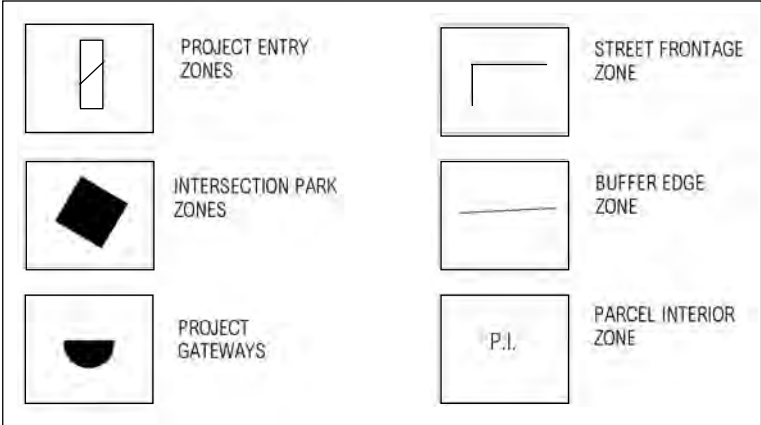 PROJECT ENTRY
ZONES
INTERSECTION PARK
ZONES
PROJECT
GATEWAYS
STREET FRONTAGE
ZONE
BUFFER EDGE
ZONE
P.I.
PARCEL INTERIOR
ZONE